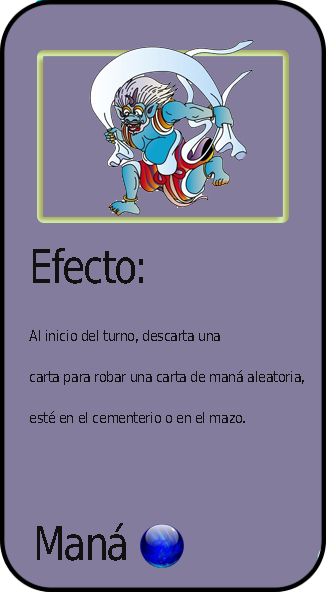 Efecto:
Al inicio del turno, descarta una
carta para robar una carta de maná aleatoria,
esté en el cementerio o en el mazo.
Maná